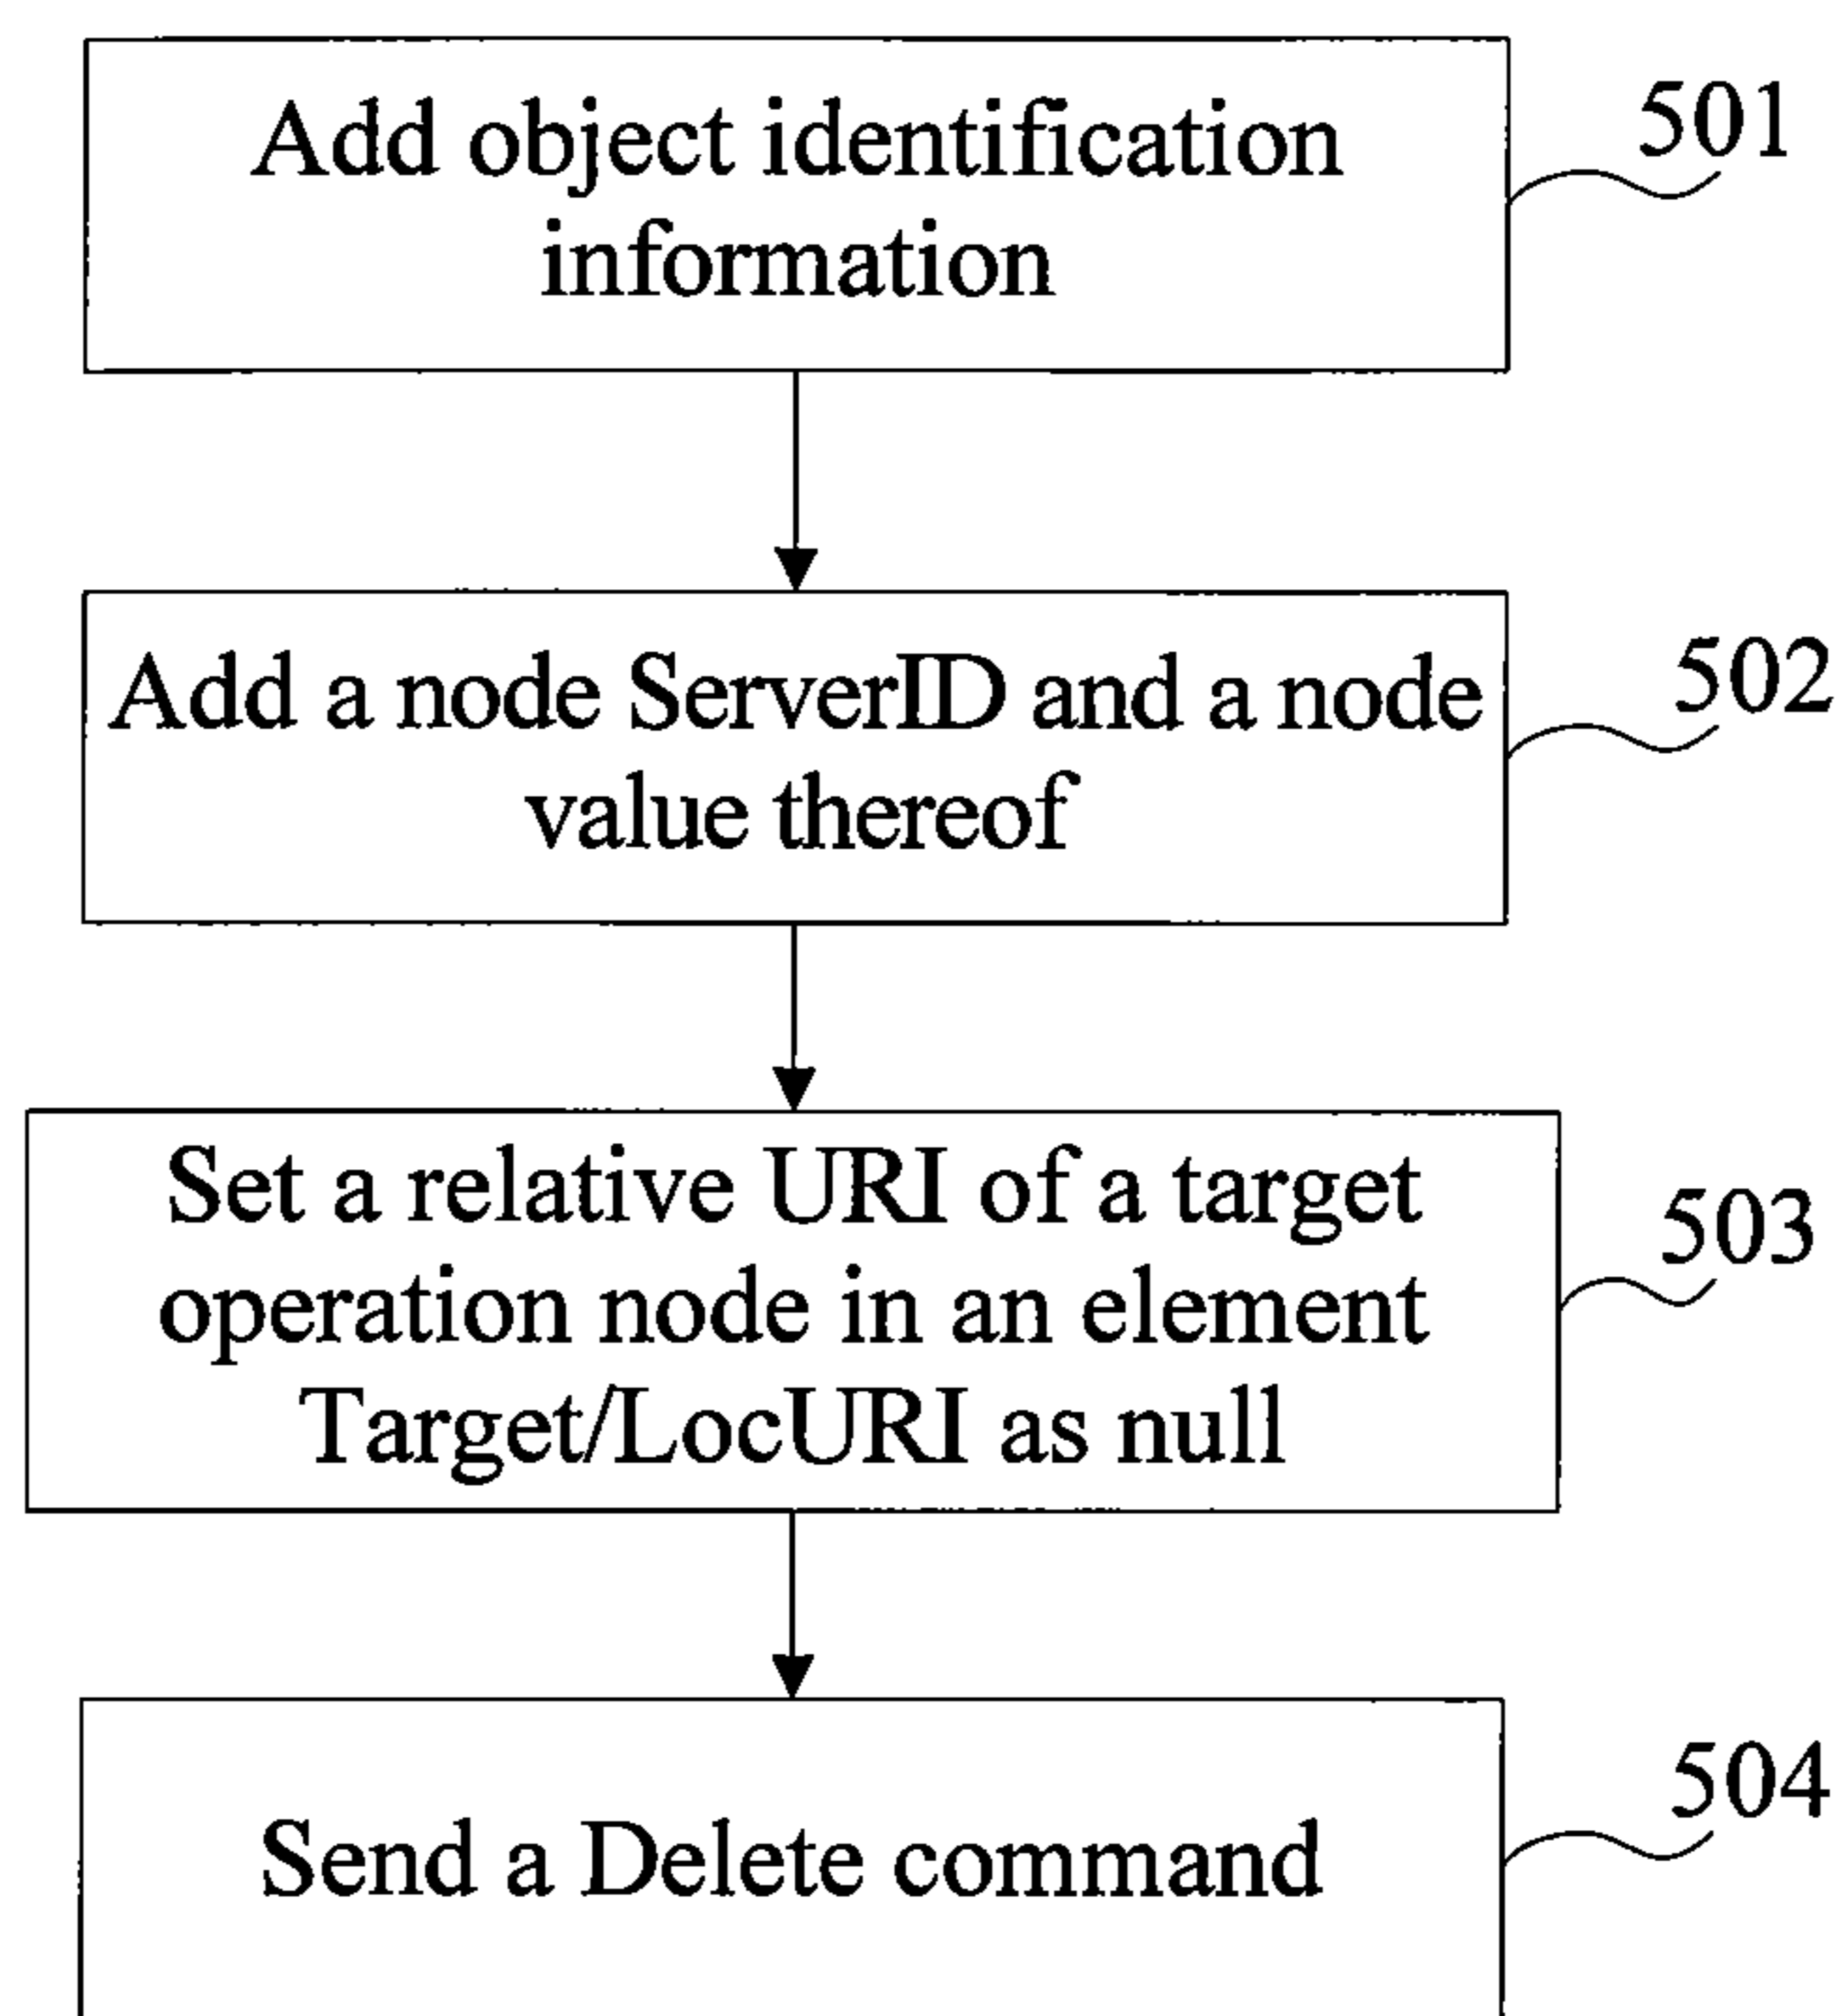 Add object identification
information
501
Add a node ServerID and a node
value thereof
502
Set a relative URI of a target
operation node in an element
Target/LocURI as null
503
Send a Delete command
504